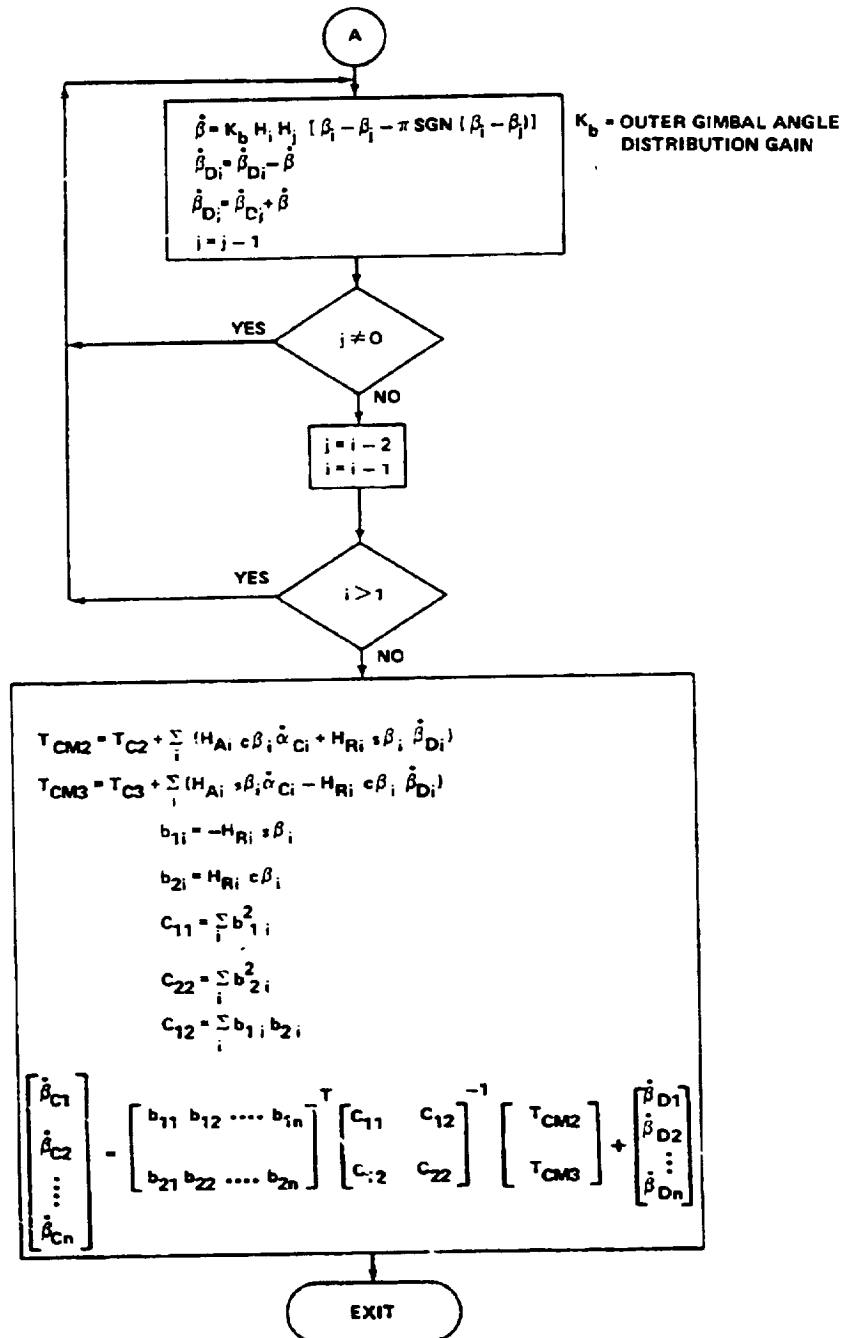 A
β̇ = K_b H_i H_j [β_i − β_j − π SGN (β_i − β_j)]
β̇_Di = β̇_Di − β̇
β̇_Dj = β̇_Dj + β̇
j = j − 1
K_b = OUTER GIMBAL ANGLE
DISTRIBUTION GAIN
YES
j ≠ 0
NO
j = i − 2
i = i − 1
YES
i > 1
NO
T_CM2 = T_C2 + Σ_i (H_Ai cβ_i α̇_Ci + H_Ri sβ_i β̇_Di)
T_CM3 = T_C3 + Σ_i (H_Ai sβ_i α̇_Ci − H_Ri cβ_i β̇_Di)
b_1i = −H_Ri sβ_i
b_2i = H_Ri cβ_i
C_11 = Σ_i b²_1i
C_22 = Σ_i b²_2i
C_12 = Σ_i b_1i b_2i
[β̇_C1 β̇_C2 ⋮ β̇_Cn] = [b_11 b_12 .... b_1n b_21 b_22 .... b_2n]^T [C_11 C_12 C_12 C_22]^−1 [T_CM2 T_CM3] + [β̇_D1 β̇_D2 ⋮ β̇_Dn]
EXIT